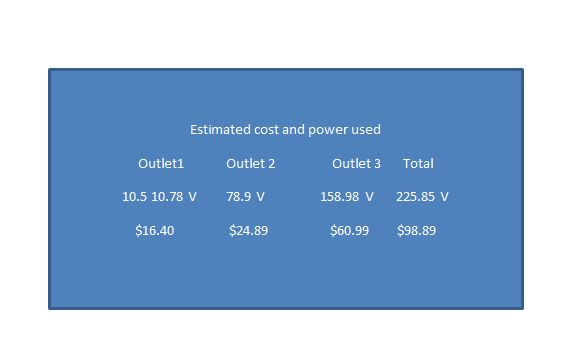 Estimated cost and power used
Outlet1 Outlet 2 Outlet 3 Total
10.5 10.78 V 78.9 V 158.98 V 225.85 V
$16.40 $24.89 $60.99 $98.89